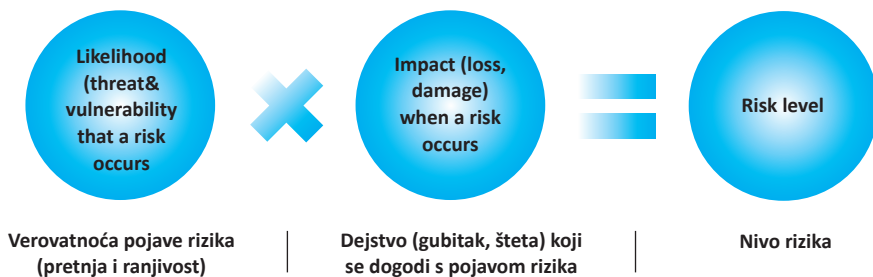 Likelihood
(threat&
vulnerability
that a risk
occurs
Impact (loss,
damage)
when a risk
occurs
Risk level
Verovatnoća pojave rizika
(pretnja i ranjivost)
Dejstvo (gubitak, šteta) koji
se dogodi s pojavom rizika
Nivo rizika